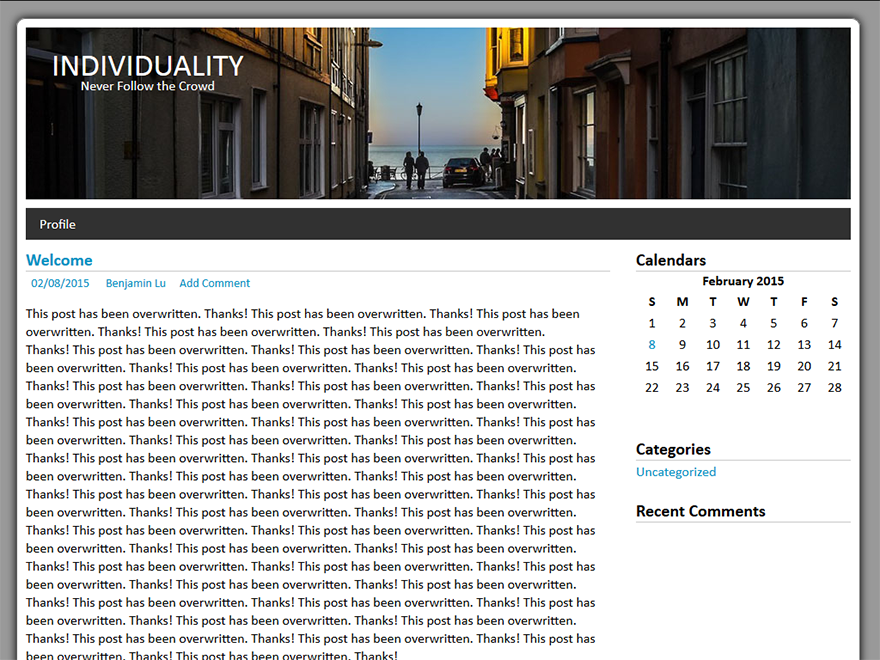 INDIVIDUALITY
Never Follow the Crowd
Profile
Welcome
02/08/2015 Benjamin Lu Add Comment
This post has been overwritten. Thanks! This post has been overwritten. Thanks! This post has been
overwritten. Thanks! This post has been overwritten. Thanks! This post has been overwritten.
Thanks! This post has been overwritten. Thanks! This post has been overwritten. Thanks! This post has
been overwritten. Thanks! This post has been overwritten. Thanks! This post has been overwritten.
Thanks! This post has been overwritten. Thanks! This post has been overwritten. Thanks! This post has
been overwritten. Thanks! This post has been overwritten. Thanks! This post has been overwritten.
Thanks! This post has been overwritten. Thanks! This post has been overwritten. Thanks! This post has
been overwritten. Thanks! This post has been overwritten. Thanks! This post has been overwritten.
Thanks! This post has been overwritten. Thanks! This post has been overwritten. Thanks! This post has
been overwritten. Thanks! This post has been overwritten. Thanks! This post has been overwritten.
Thanks! This post has been overwritten. Thanks! This post has been overwritten. Thanks! This post has
been overwritten. Thanks! This post has been overwritten. Thanks! This post has been overwritten.
Thanks! This post has been overwritten. Thanks! This post has been overwritten. Thanks! This post has
been overwritten. Thanks! This post has been overwritten. Thanks! This post has been overwritten.
Thanks! This post has been overwritten. Thanks! This post has been overwritten. Thanks! This post has
been overwritten. Thanks! This post has been overwritten. Thanks! This post has been overwritten.
Thanks! This post has been overwritten. Thanks! This post has been overwritten. Thanks! This post has
been overwritten. Thanks! This post has been overwritten. Thanks! This post has been overwritten.
Thanks! This post has been overwritten. Thanks! This post has been overwritten. Thanks! This post has
been overwritten. Thanks! This post has been overwritten. Thanks!
Calendars
February 2015
S M T W T F S
1 2 3 4 5 6 7
8 9 10 11 12 13 14
15 16 17 18 19 20 21
22 23 24 25 26 27 28
Categories
Uncategorized
Recent Comments